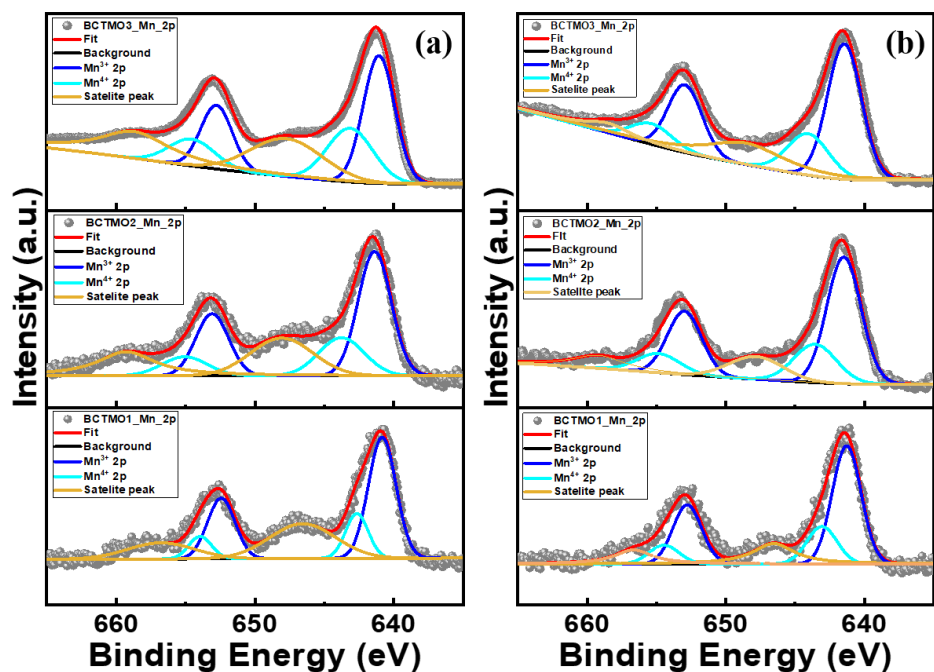 BCTMO3_Mn_2p
Fit
Background
Mn³⁺ 2p
Mn⁴⁺ 2p
Satelite peak
(a)
BCTMO2_Mn_2p
Fit
Background
Mn³⁺ 2p
Mn⁴⁺ 2p
Satelite peak
BCTMO1_Mn_2p
Fit
Background
Mn³⁺ 2p
Mn⁴⁺ 2p
Satelite peak
Intensity (a.u.)
660
650
640
Binding Energy (eV)
BCTMO3_Mn_2p
Fit
Background
Mn³⁺ 2p
Mn⁴⁺ 2p
Satelite peak
(b)
BCTMO2_Mn_2p
FIt
Background
Mn³⁺ 2p
Mn⁴⁺ 2p
Satelite peak
BCTMO1_Mn_2p
Fit
Background
Mn³⁺ 2p
Mn⁴⁺ 2p
Satelite peak
Intensity (a.u.)
660
650
640
Binding Energy (eV)